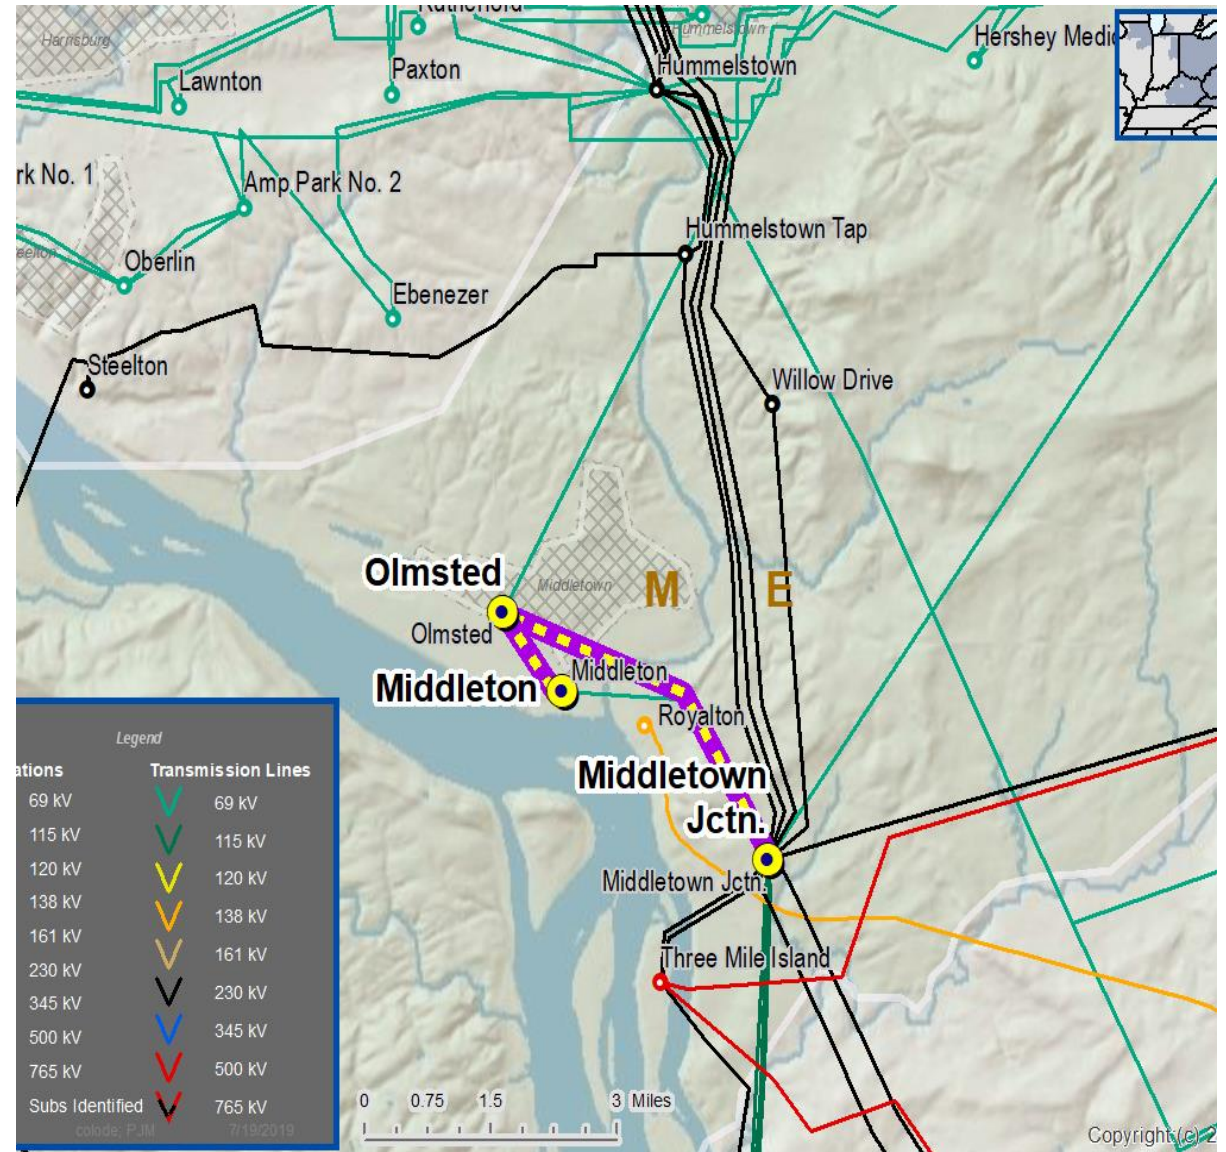 Rutherford
Harrisburg
Hummelstown
Hershey Medic
Lawnton
Paxton
Hummelstown
rk No. 1
Amp Park No. 2
Hummelstown Tap
eelton
Oberlin
Ebenezer
Steelton
Willow Drive
Olmsted
Middletown
M E
Olmsted
Middleton
Middleton
Royalton
Middletown
Jctn.
Middletown Jctn.
Three Mile Island
Legend
ations
Transmission Lines
69 kV
69 kV
115 kV
115 kV
120 kV
120 kV
138 kV
138 kV
161 kV
161 kV
230 kV
230 kV
345 kV
345 kV
500 kV
500 kV
765 kV
765 kV
Subs Identified
colode; PJM 7/19/2019
0 0.75 1.5 3 Miles
Copyright (c) 2